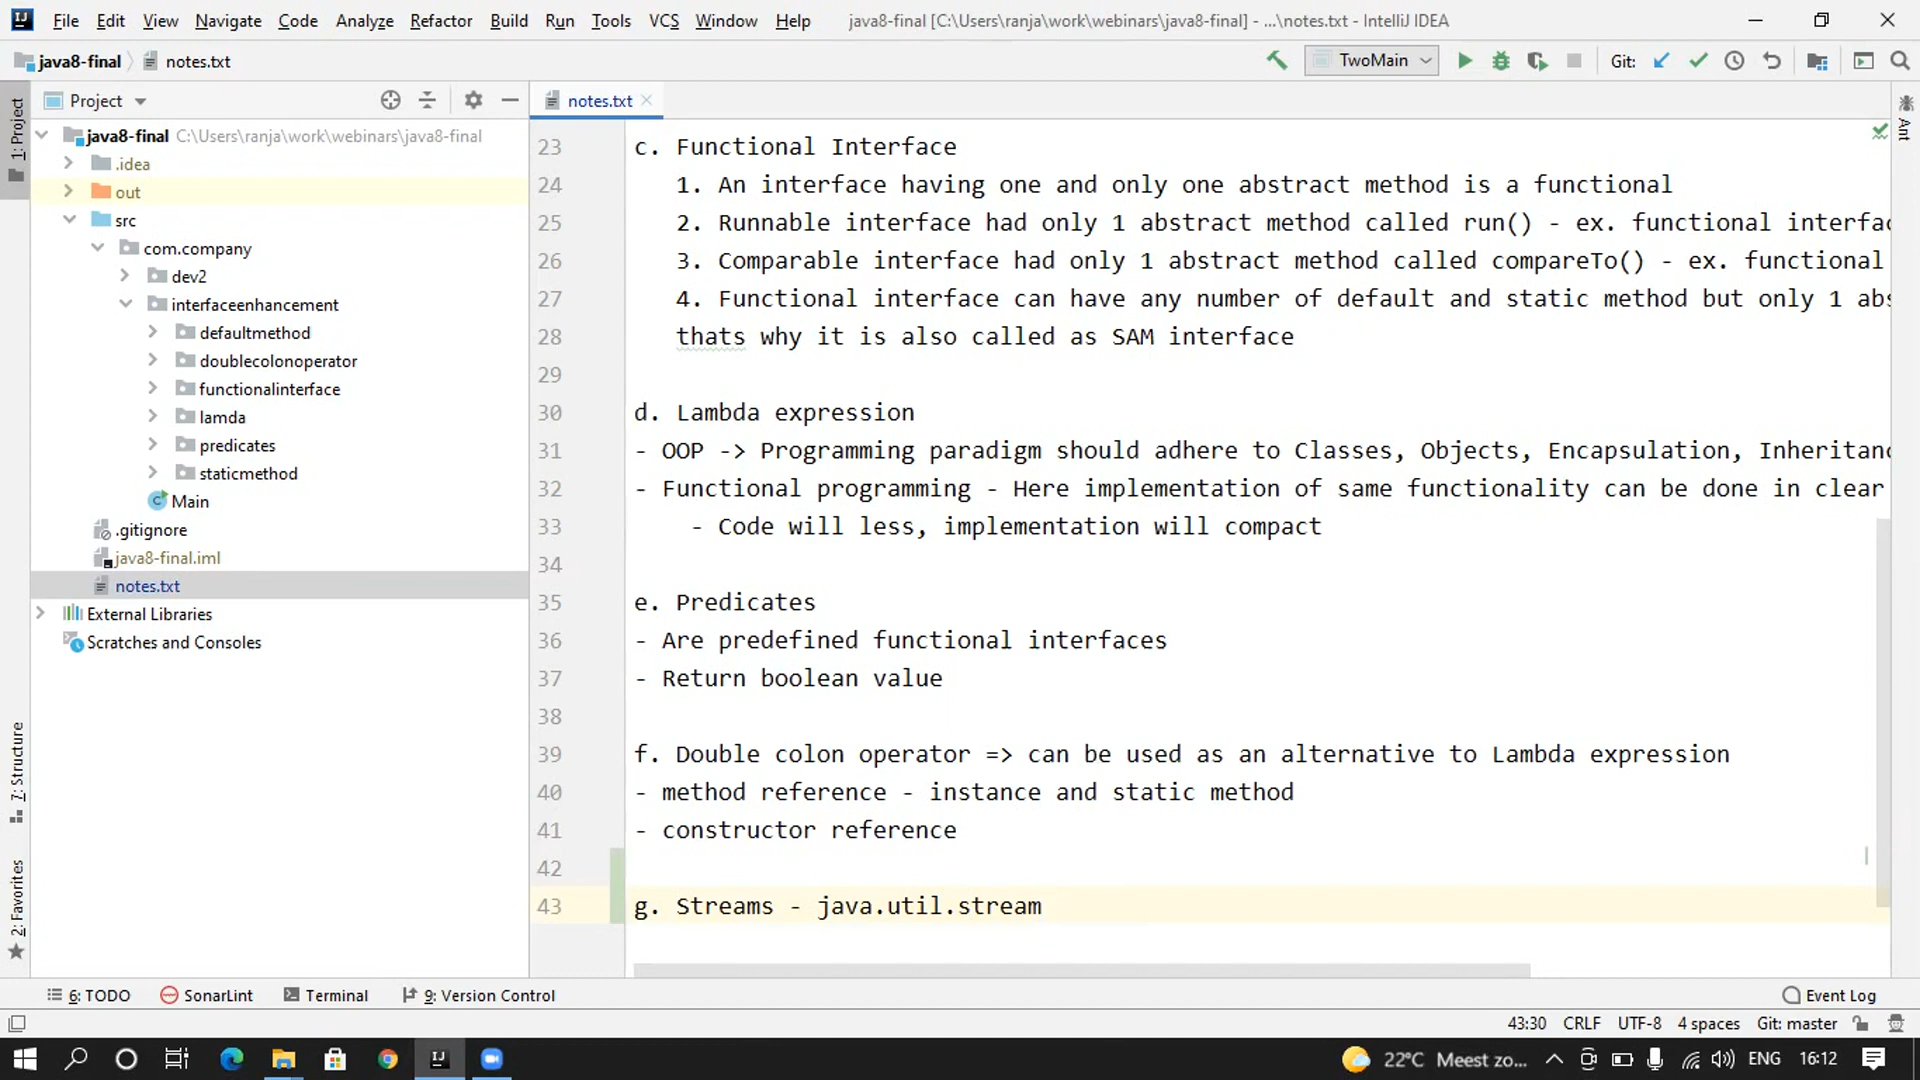 File Edit View Navigate Code Analyze Refactor Build Run Tools VCS Window Help java8-final [C:\Users\ranja\work\webinars\java8-final] - ...\notes.txt - IntelliJ IDEA
java8-final notes.txt TwoMain Git:
Project notes.txt
1: Project
Ant
java8-final C:\Users\ranja\work\webinars\java8-final
.idea
out
src
com.company
dev2
interfaceenhancement
defaultmethod
doublecolonoperator
functionalinterface
lamda
predicates
staticmethod
Main
.gitignore
java8-final.iml
notes.txt
External Libraries
Scratches and Consoles
7: Structure
2: Favorites
23 c. Functional Interface
24 1. An interface having one and only one abstract method is a functional
25 2. Runnable interface had only 1 abstract method called run() - ex. functional interfac
26 3. Comparable interface had only 1 abstract method called compareTo() - ex. functional
27 4. Functional interface can have any number of default and static method but only 1 abs
28 thats why it is also called as SAM interface
29
30 d. Lambda expression
31 - OOP -> Programming paradigm should adhere to Classes, Objects, Encapsulation, Inheritanc
32 - Functional programming - Here implementation of same functionality can be done in clear
33 - Code will less, implementation will compact
34
35 e. Predicates
36 - Are predefined functional interfaces
37 - Return boolean value
38
39 f. Double colon operator => can be used as an alternative to Lambda expression
40 - method reference - instance and static method
41 - constructor reference
42
43 g. Streams - java.util.stream
6: TODO SonarLint Terminal 9: Version Control Event Log
43:30 CRLF UTF-8 4 spaces Git: master
22°C Meest zo... ENG 16:12